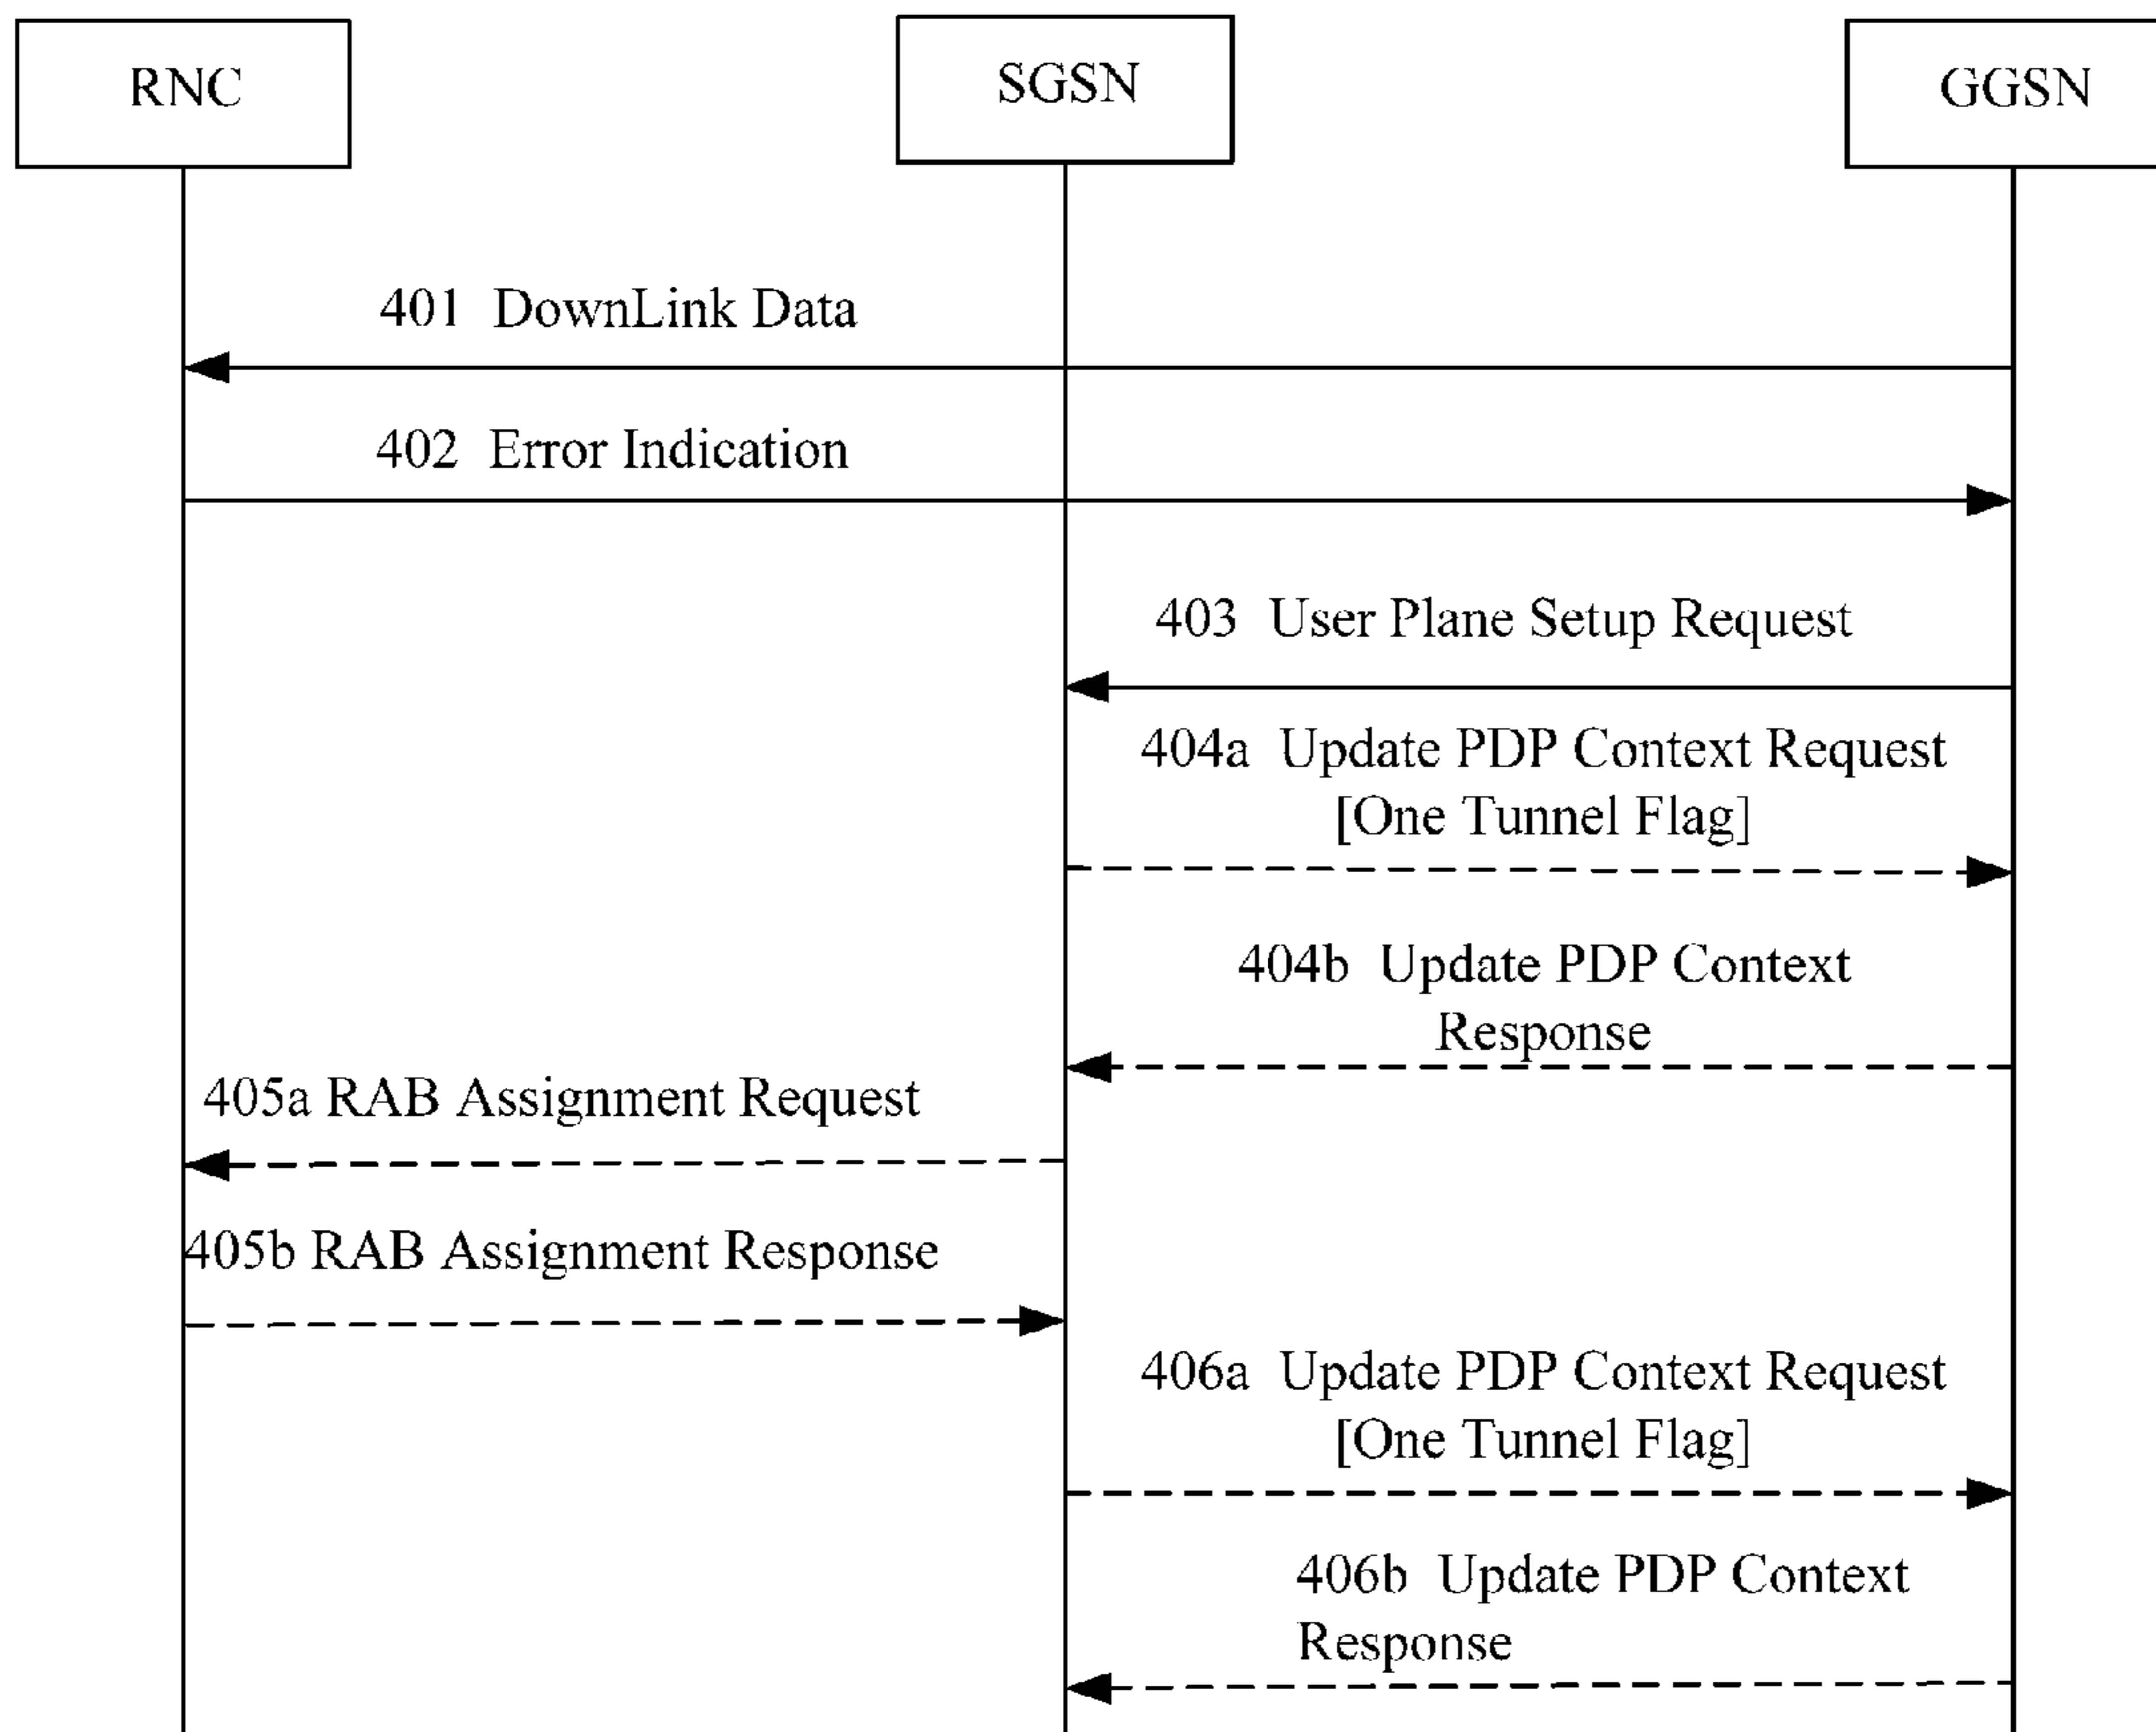 RNC
SGSN
GGSN
401 DownLink Data
402 Error Indication
403 User Plane Setup Request
404a Update PDP Context Request
[One Tunnel Flag]
404b Update PDP Context
Response
405a RAB Assignment Request
405b RAB Assignment Response
406a Update PDP Context Request
[One Tunnel Flag]
406b Update PDP Context
Response